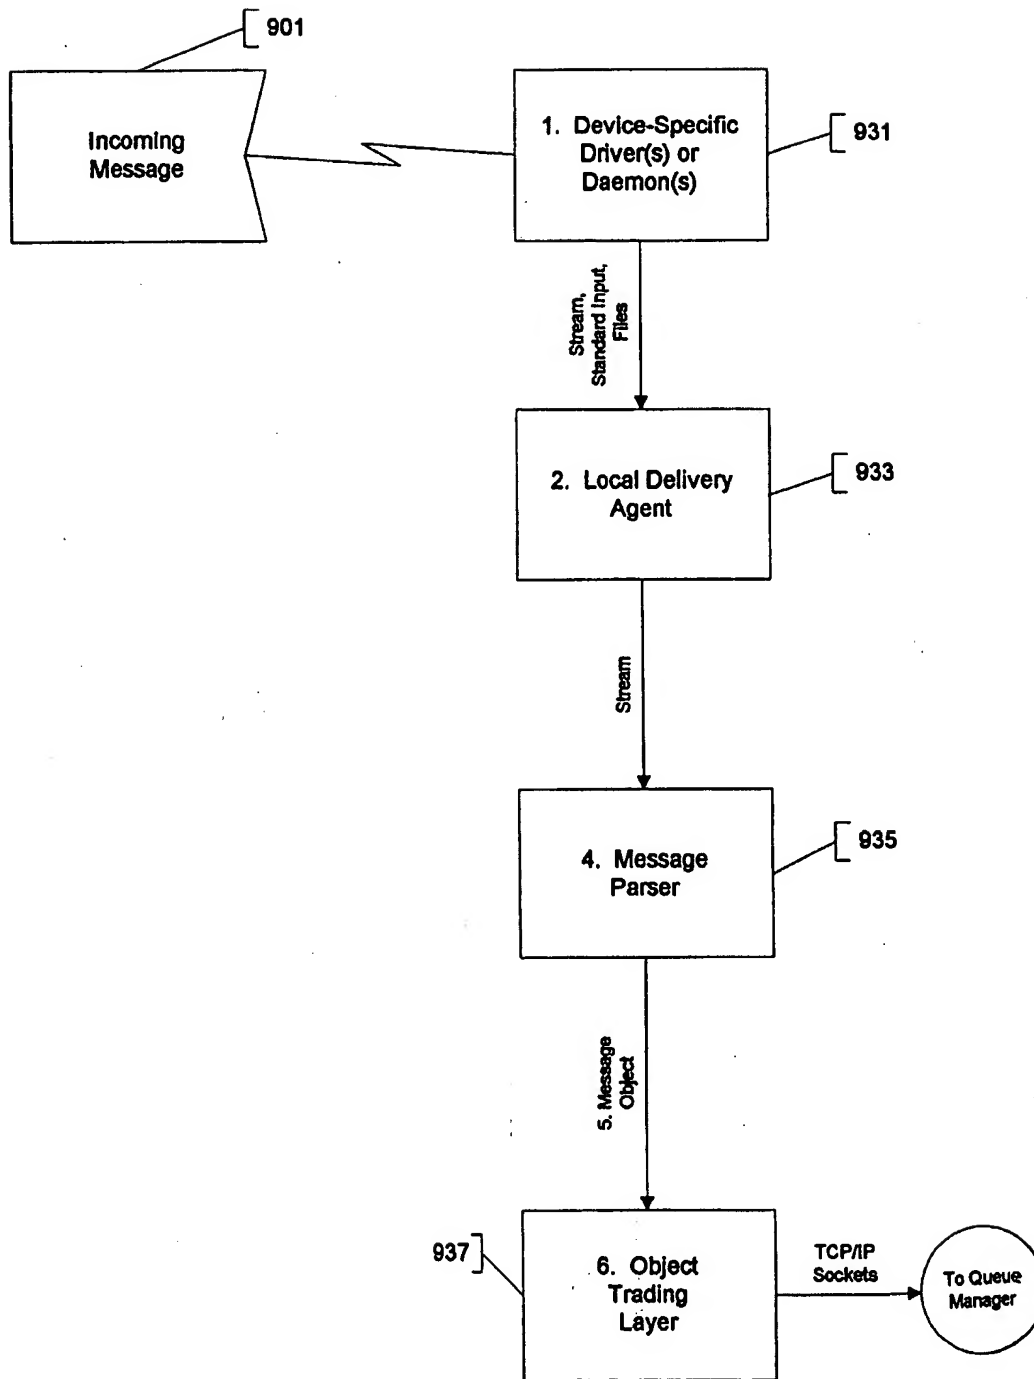 901
Incoming
Message
1. Device-Specific
Driver(s) or
Daemon(s)
931
Stream,
Standard Input,
Files
2. Local Delivery
Agent
933
Stream
4. Message
Parser
935
5. Message
Object
937
6. Object
Trading
Layer
TCP/IP
Sockets
To Queue
Manager